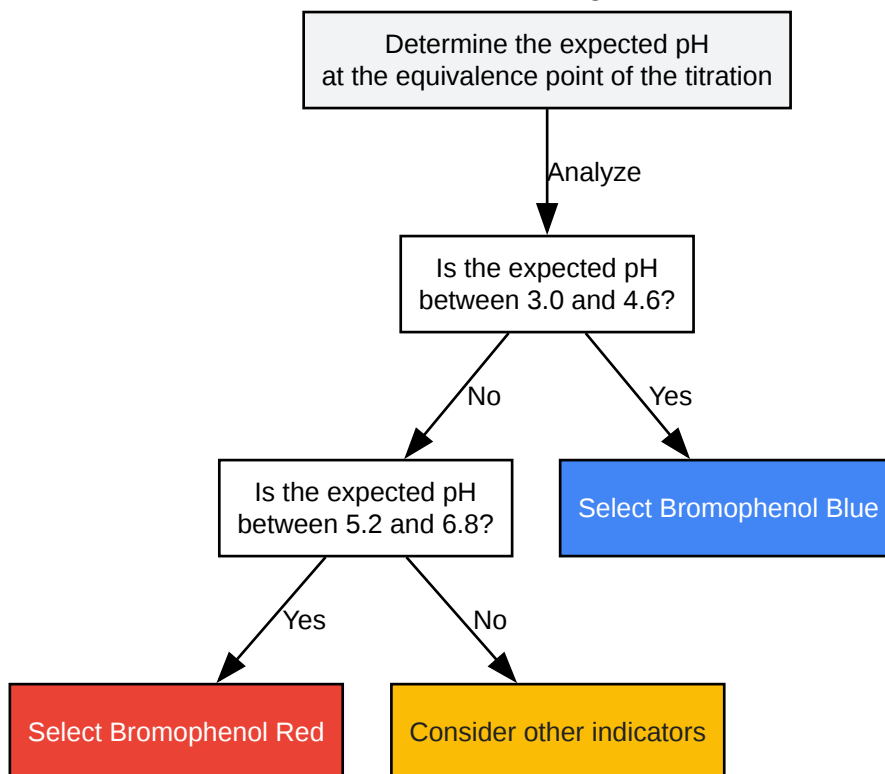 Determine the expected pH
at the equivalence point of the titration
Analyze
Is the expected pH
between 3.0 and 4.6?
No
Yes
Is the expected pH
between 5.2 and 6.8?
Select Bromophenol Blue
Yes
No
Select Bromophenol Red
Consider other indicators